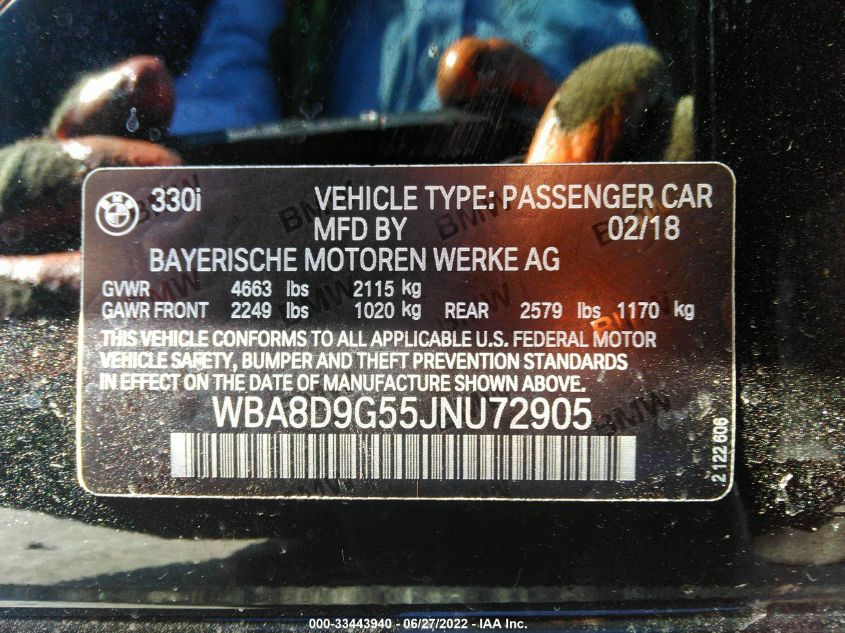 330i VEHICLE TYPE: PASSENGER CAR
MFD BY 02/18
BAYERISCHE MOTOREN WERKE AG
GVWR 4663 lbs 2115 kg
GAWR FRONT 2249 lbs 1020 kg REAR 2579 lbs 1170 kg
THIS VEHICLE CONFORMS TO ALL APPLICABLE U.S. FEDERAL MOTOR
VEHICLE SAFETY, BUMPER AND THEFT PREVENTION STANDARDS
IN EFFECT ON THE DATE OF MANUFACTURE SHOWN ABOVE.
WBA8D9G55JNU72905
2 122 606
000-33443940 - 06/27/2022 - IAA Inc.